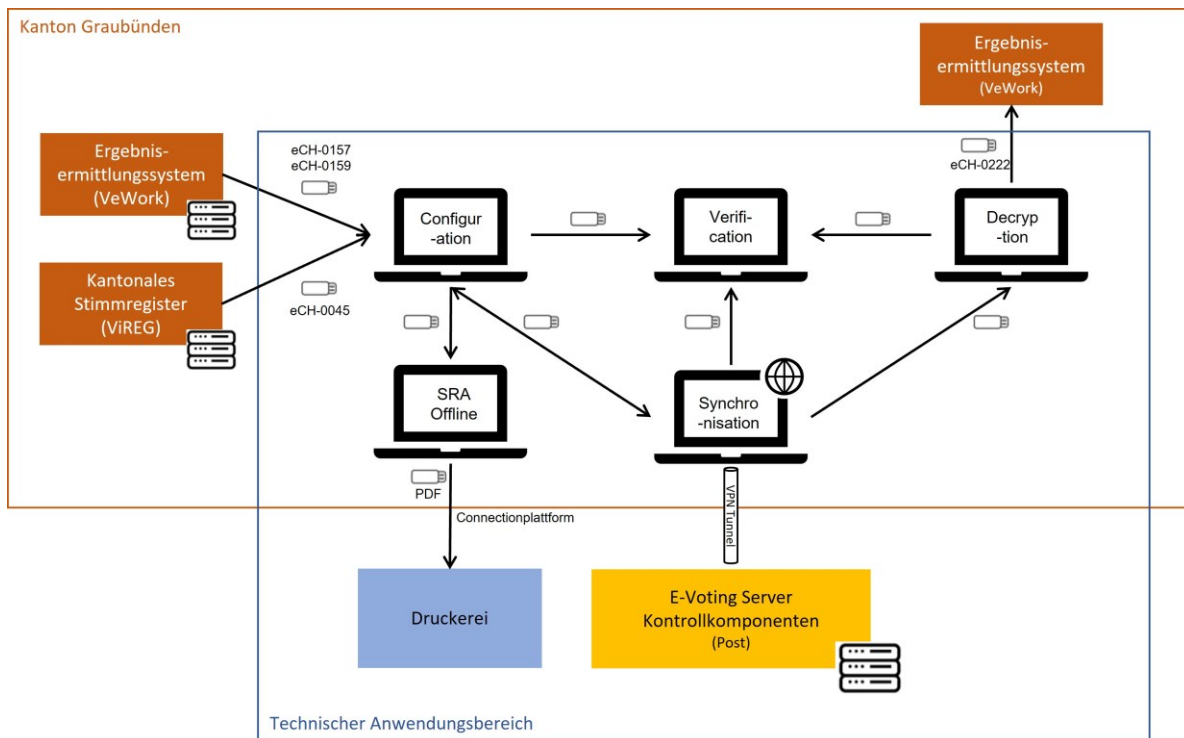 Kanton Graubünden
Ergebnis-
ermittlungssystem
(VeWork)
Ergebnis-
ermittlungssystem
(VeWork)
eCH-0157
eCH-0159
eCH-0222
Configur
-ation
Verifi-
cation
Decryp
-tion
Kantonales
Stimmregister
(ViREG)
eCH-0045
SRA
Offline
Synchro
-nisation
PDF
Connectionplattform
VPN Tunnel
Druckerei
E-Voting Server
Kontrollkomponenten
(Post)
Technischer Anwendungsbereich